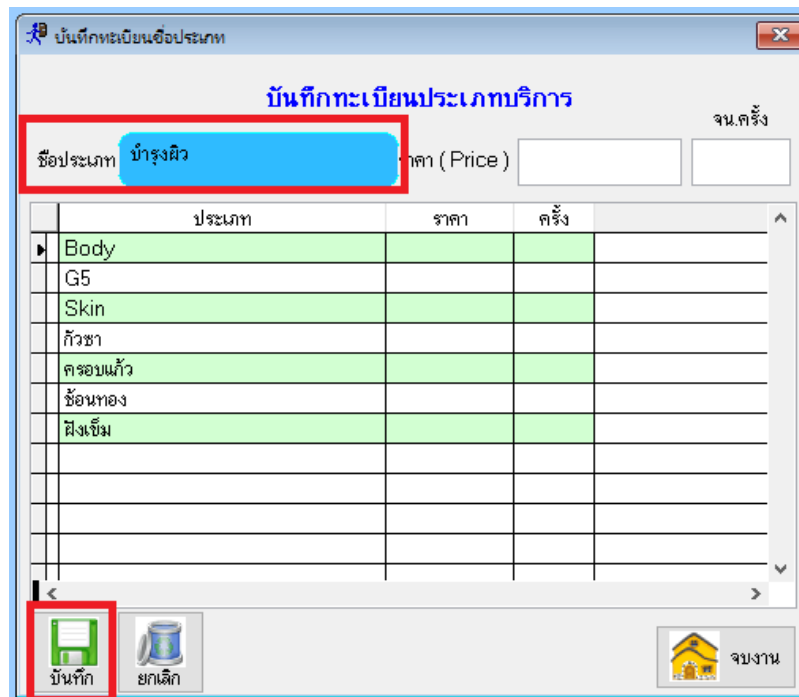 บันทึกทะเบียนชื่อประเภท
บันทึกทะเบียนประเภทบริการ
จน.ครั้ง
ชื่อประเภท บำรุงผิว ราคา ( Price )
ประเภท ราคา ครั้ง
Body
G5
Skin
กัวซา
ครอบแก้ว
ช้อนทอง
ฝังเข็ม
บันทึก ยกเลิก จบงาน